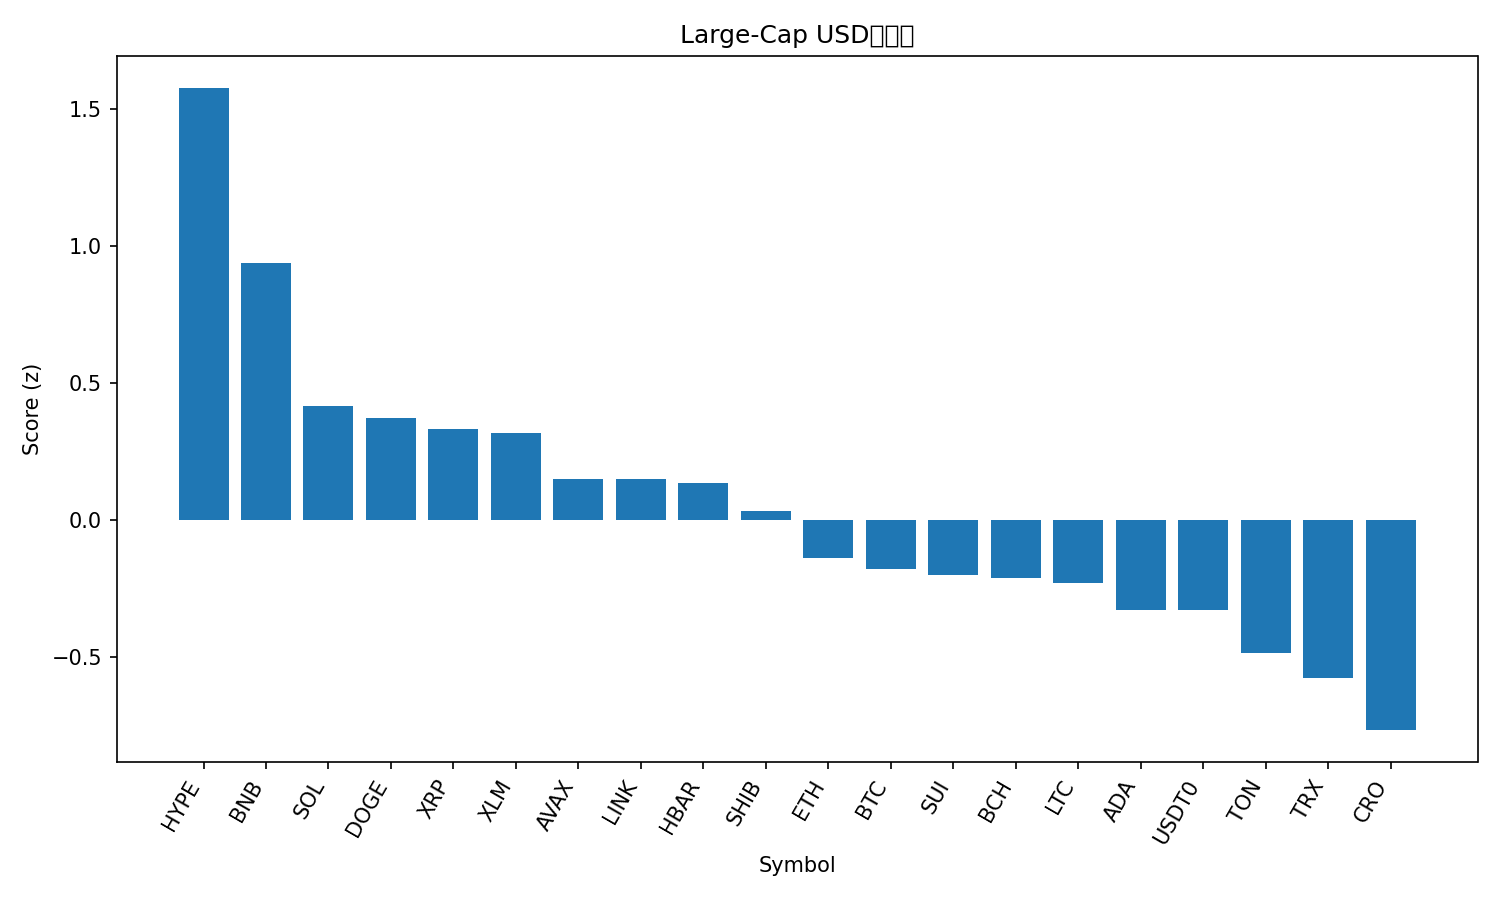 Large-Cap USD
Score (z)
1.5
1.0
0.5
0.0
−0.5
HYPE
BNB
SOL
DOGE
XRP
XLM
AVAX
LINK
HBAR
SHIB
ETH
BTC
SUI
BCH
LTC
ADA
USDT0
TON
TRX
CRO
Symbol